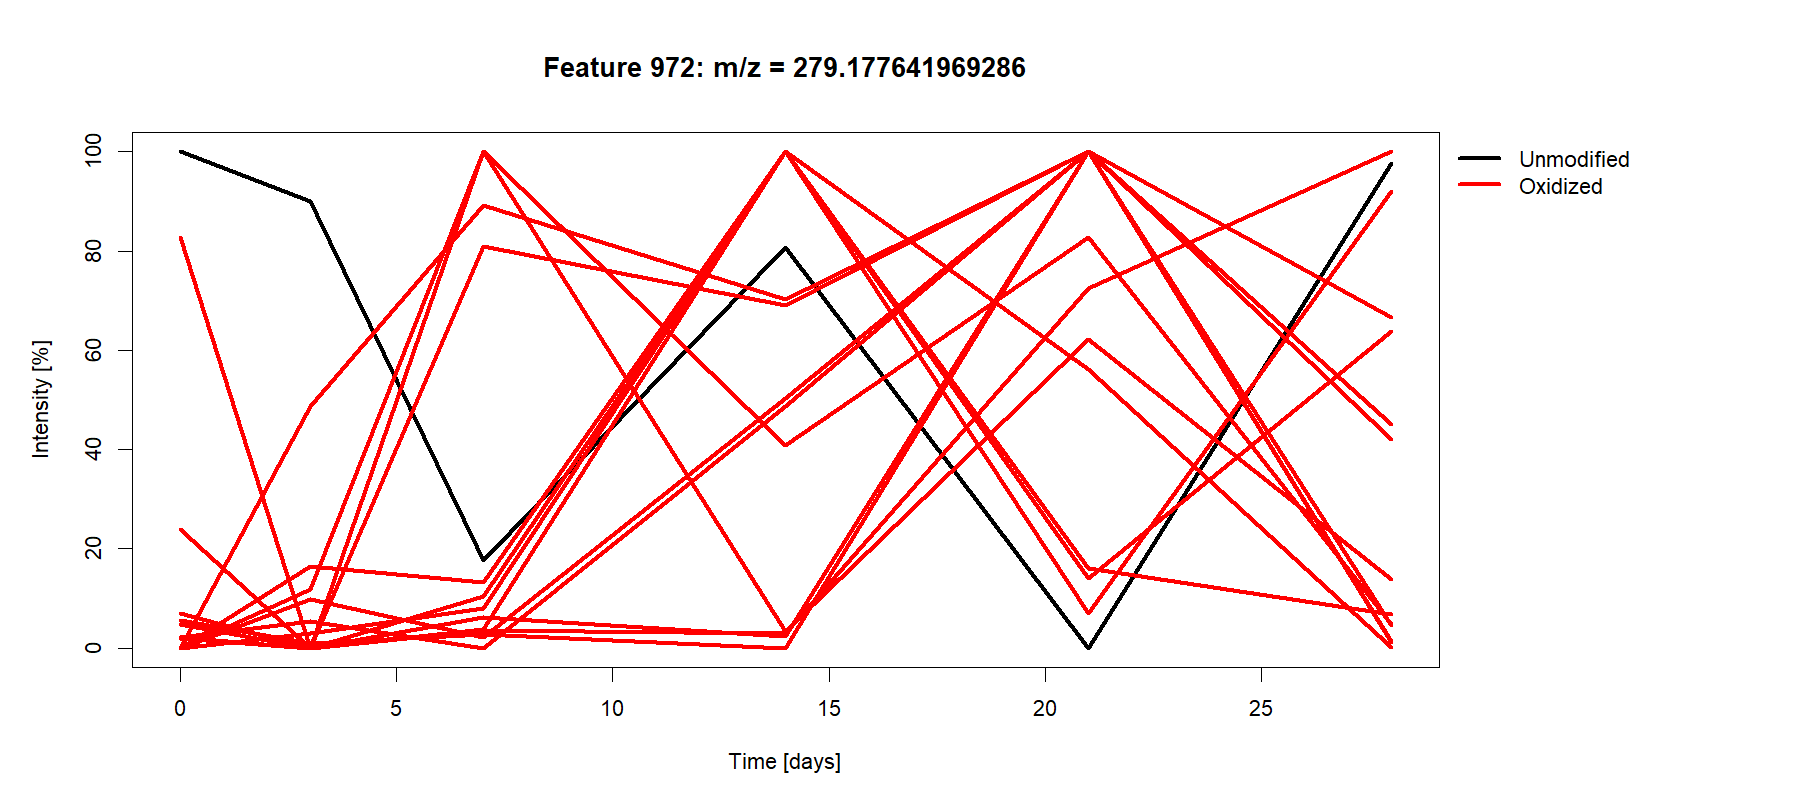 Feature 972: m/z = 279.177641969286
Unmodified
Oxidized
Intensity [%]
100
80
60
40
20
0
0 5 10 15 20 25
Time [days]